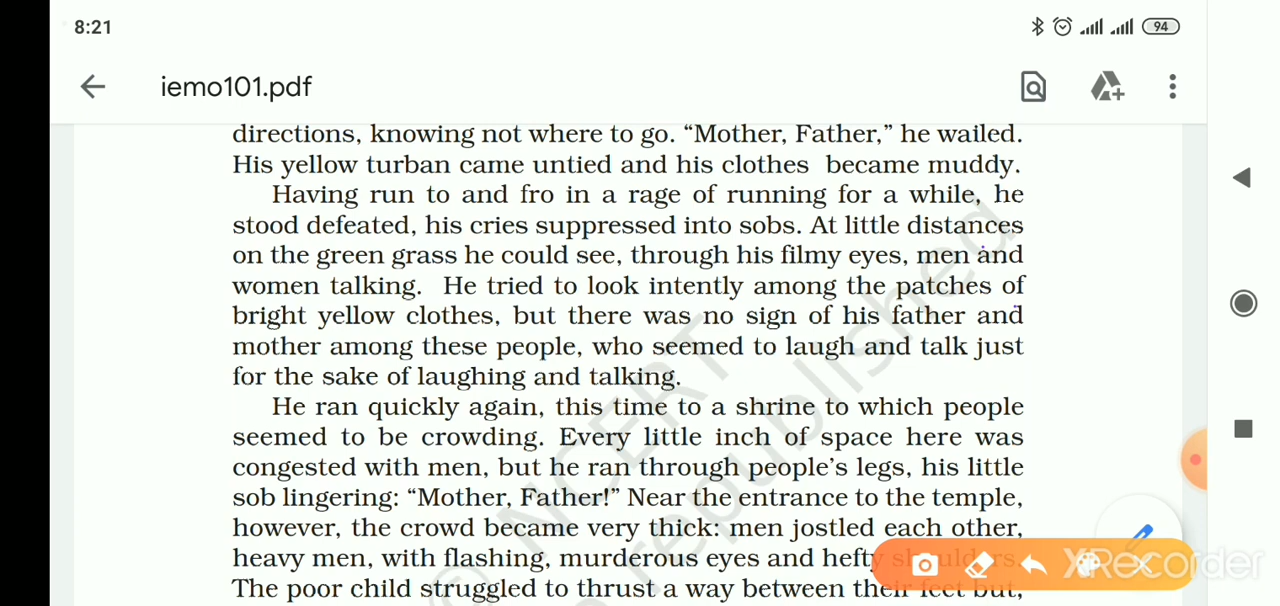 8:21
94
iemo101.pdf
directions, knowing not where to go. “Mother, Father,” he wailed.
His yellow turban came untied and his clothes became muddy.
Having run to and fro in a rage of running for a while, he
stood defeated, his cries suppressed into sobs. At little distances
on the green grass he could see, through his filmy eyes, men and
women talking. He tried to look intently among the patches of
bright yellow clothes, but there was no sign of his father and
mother among these people, who seemed to laugh and talk just
for the sake of laughing and talking.
He ran quickly again, this time to a shrine to which people
seemed to be crowding. Every little inch of space here was
congested with men, but he ran through people’s legs, his little
sob lingering: “Mother, Father!” Near the entrance to the temple,
however, the crowd became very thick: men jostled each other,
heavy men, with flashing, murderous eyes and hefty shoulders.
The poor child struggled to thrust a way between their feet but,
© NCERT
republished
XRecorder